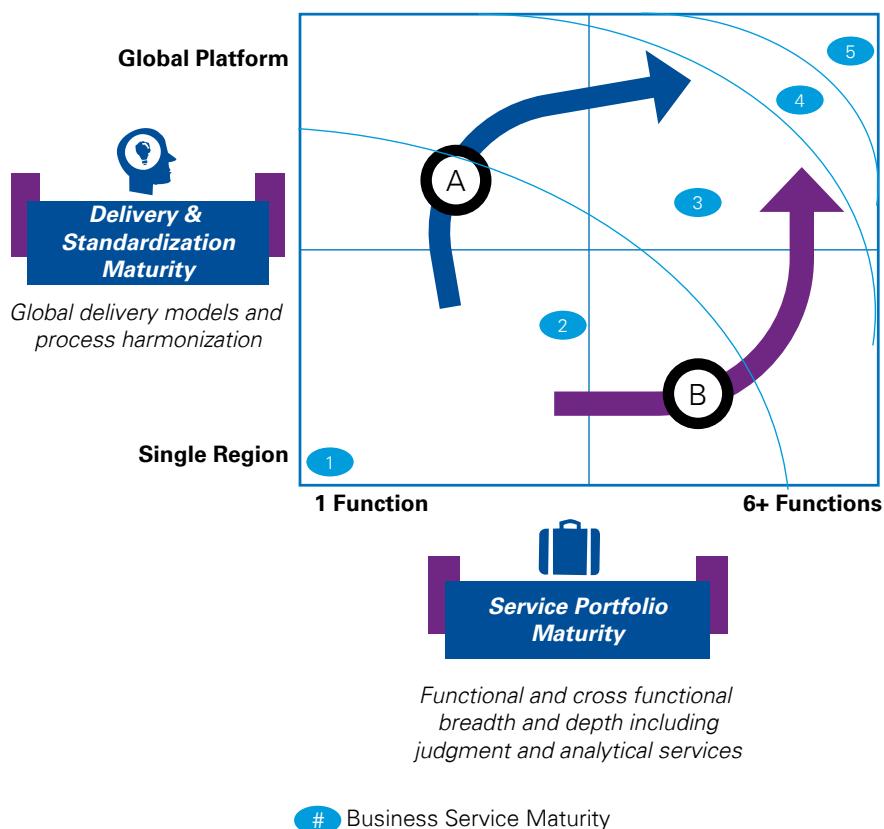 Global Platform
5
4
A
Delivery &
Standardization
Maturity
3
Global delivery models and
process harmonization
2
B
Single Region
1
1 Function
6+ Functions
Service Portfolio
Maturity
Functional and cross functional
breadth and depth including
judgment and analytical services
# Business Service Maturity